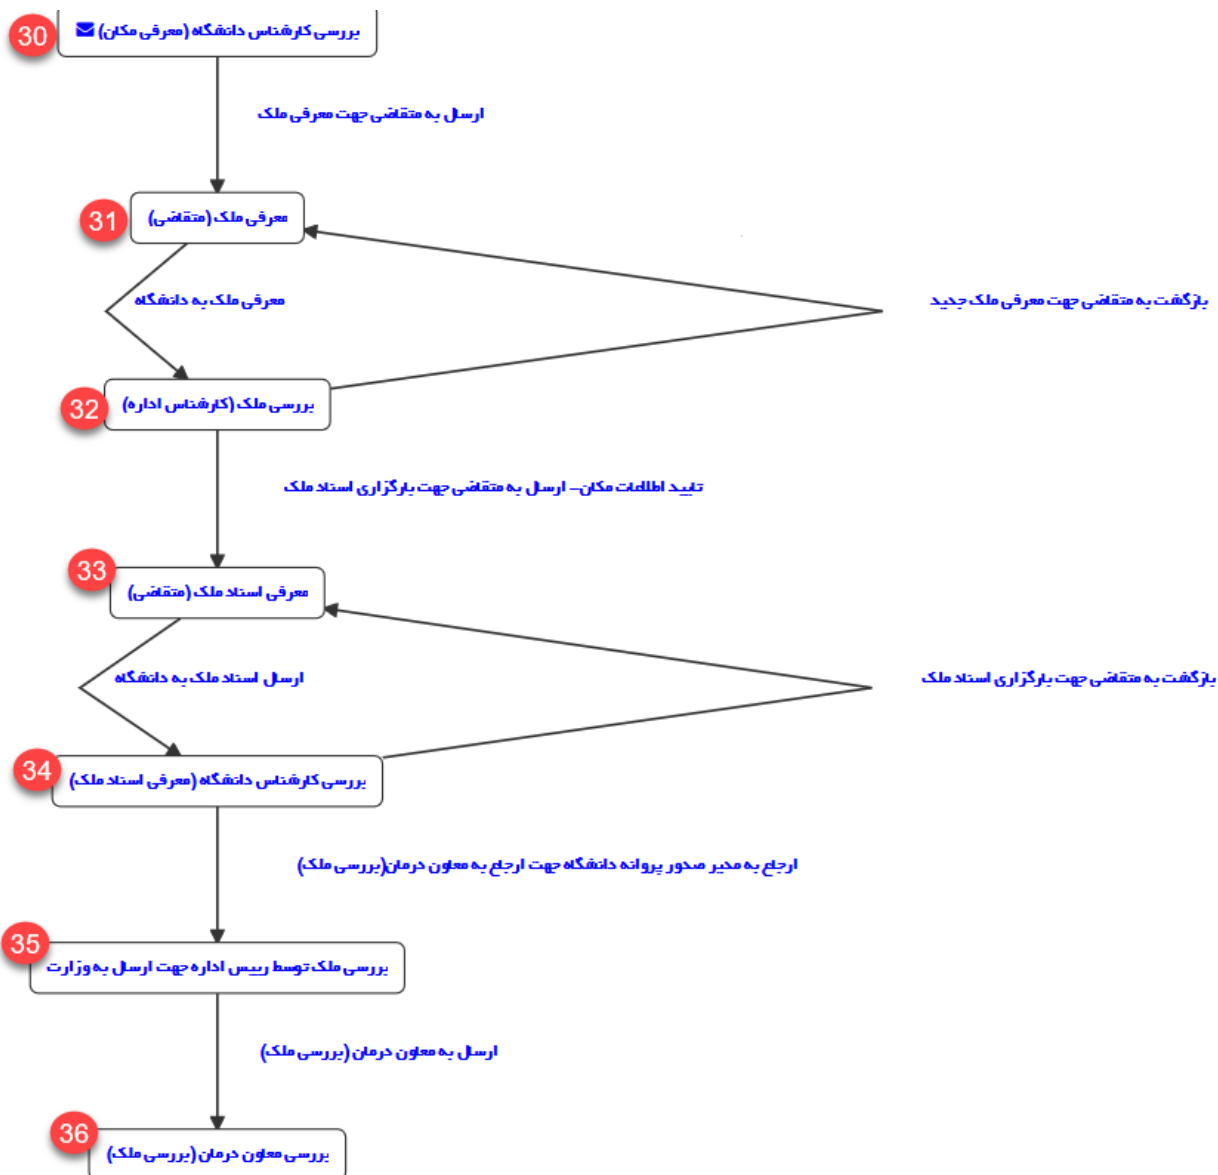 30
بررسی کارشناس دانشگاه (معرفی مکان)
ارسال به متقاضی جهت معرفی ملک
31
معرفی ملک (متقاضی)
معرفی ملک به دانشگاه
بازگشت به متقاضی جهت معرفی ملک جدید
32
بررسی ملک (کارشناس اداره)
تایید اطلاعات مکان- ارسال به متقاضی جهت بارگزاری اسناد ملک
33
معرفی اسناد ملک (متقاضی)
ارسال اسناد ملک به دانشگاه
بازگشت به متقاضی جهت بارگزاری اسناد ملک
34
بررسی کارشناس دانشگاه (معرفی اسناد ملک)
ارجاع به مدیر صدور پروانه دانشگاه جهت ارجاع به معاون درمان(بررسی ملک)
35
بررسی ملک توسط رییس اداره جهت ارسال به وزارت
ارسال به معاون درمان (بررسی ملک)
36
بررسی معاون درمان (بررسی ملک)